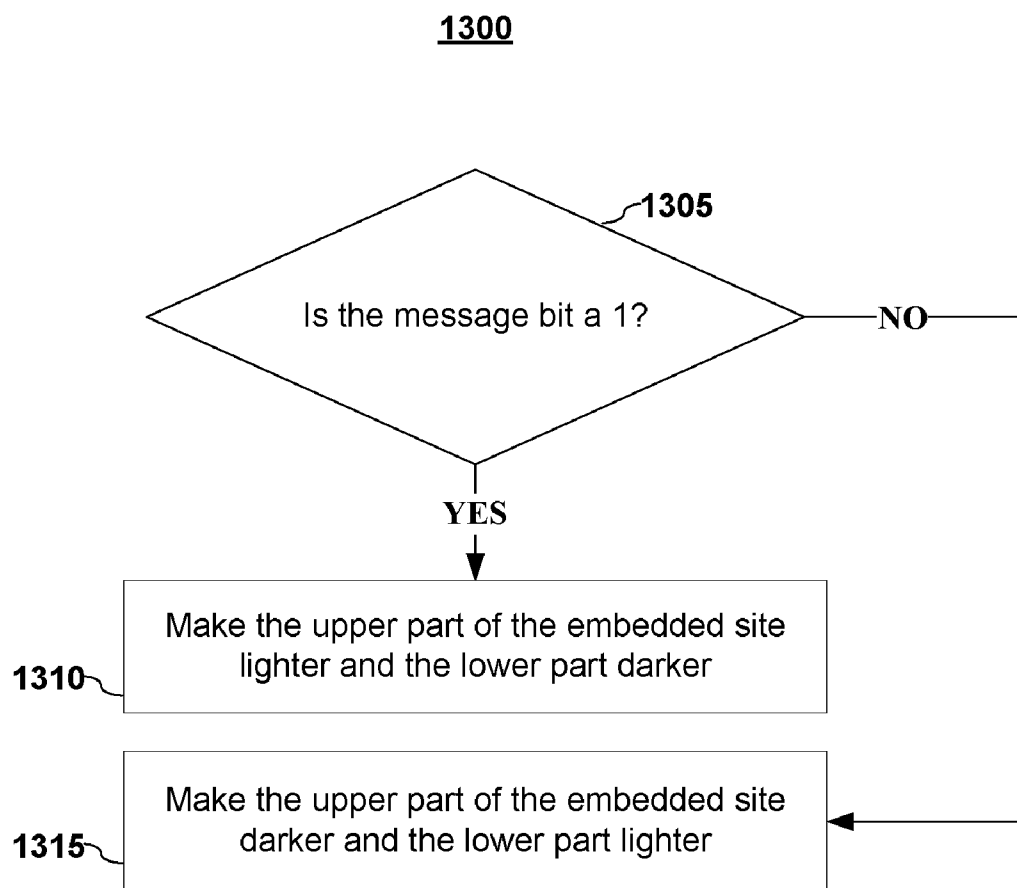 1300
1305
Is the message bit a 1?
NO
YES
Make the upper part of the embedded site
lighter and the lower part darker
1310
Make the upper part of the embedded site
darker and the lower part lighter
1315